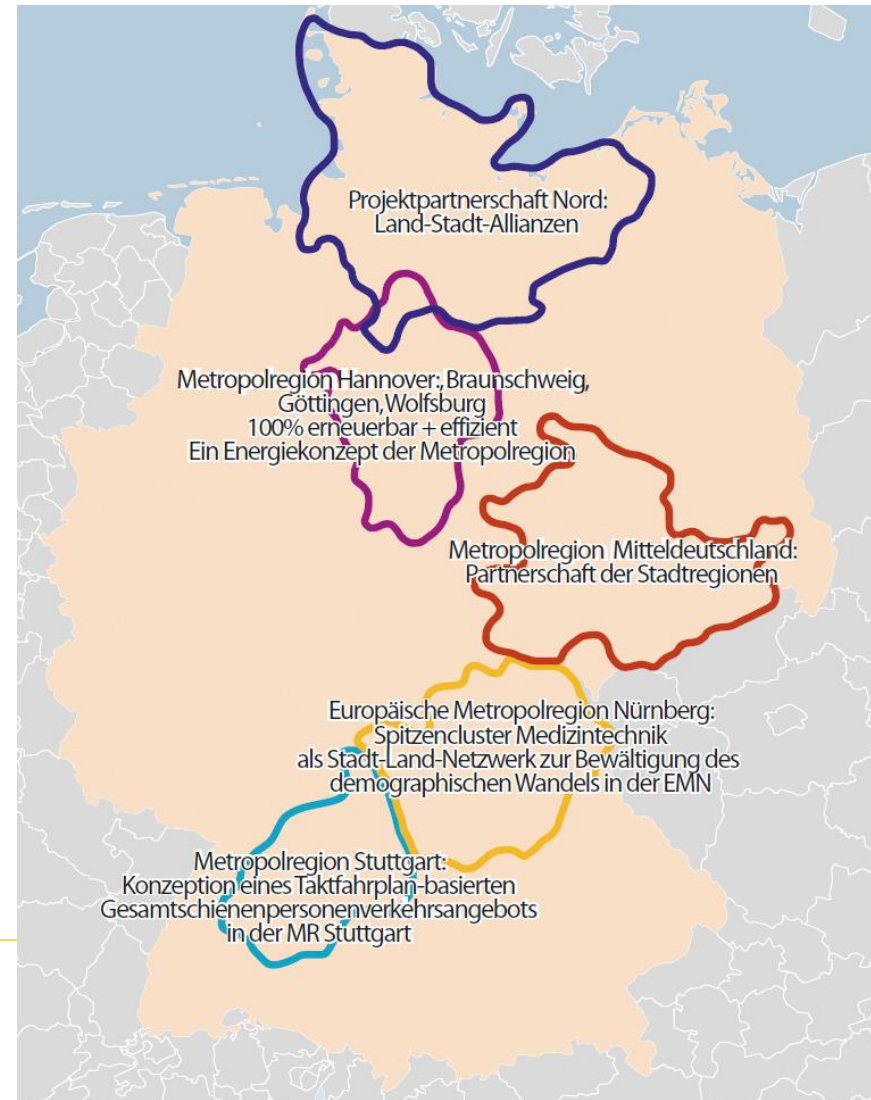 Projektpartnerschaft Nord:
Land-Stadt-Allianzen
Metropolregion Hannover:, Braunschweig,
Göttingen, Wolfsburg
100% erneuerbar + effizient
Ein Energiekonzept der Metropolregion
Metropolregion Mitteldeutschland:
Partnerschaft der Stadtregionen
Europäische Metropolregion Nürnberg:
Spitzencluster Medizintechnik
als Stadt-Land-Netzwerk zur Bewältigung des
demographischen Wandels in der EMN
Metropolregion Stuttgart:
Konzeption eines Taktfahrplan-basierten
Gesamtschienenpersonenverkehrsangebots
in der MR Stuttgart